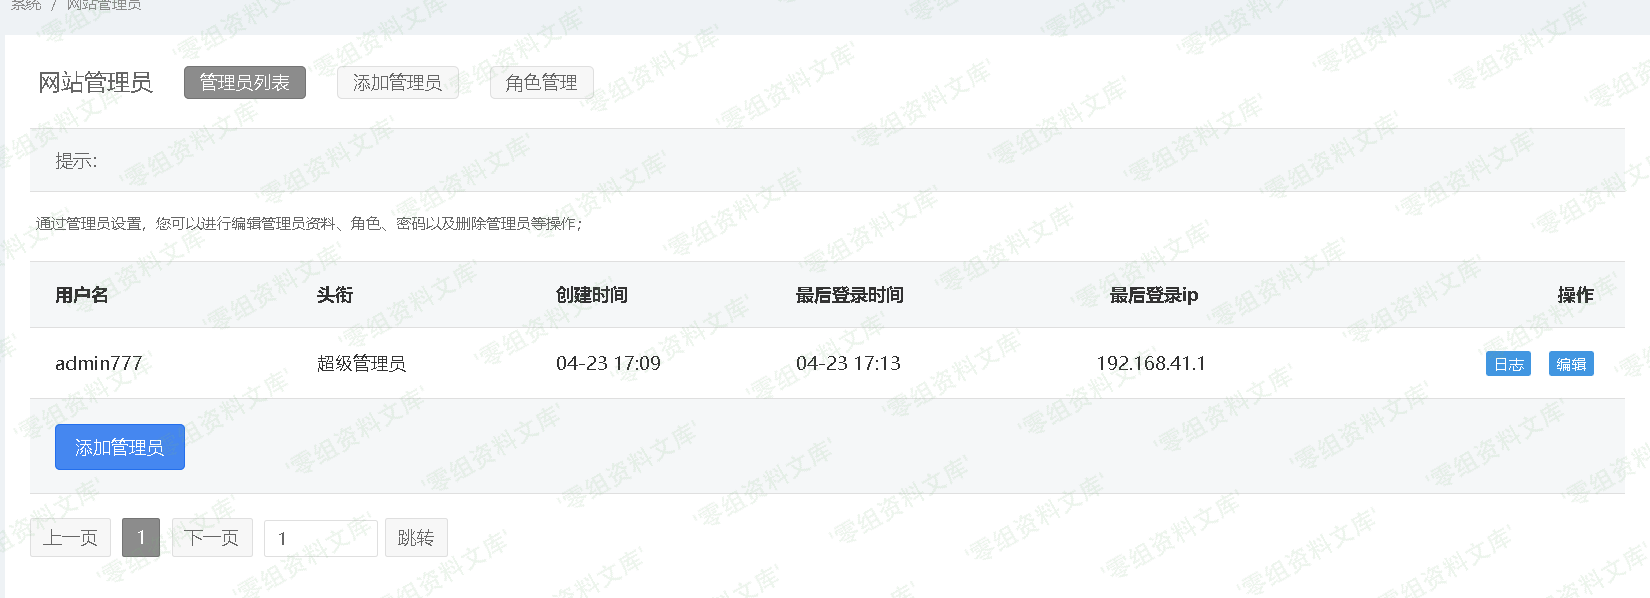 系统 / 网站管理员
网站管理员 管理员列表 添加管理员 角色管理
提示:
通过管理员设置，您可以进行编辑管理员资料、角色、密码以及删除管理员等操作；
用户名 头衔 创建时间 最后登录时间 最后登录ip 操作
admin777 超级管理员 04-23 17:09 04-23 17:13 192.168.41.1 日志 编辑
添加管理员
上一页 1 下一页 1 跳转
'零组资料文库'